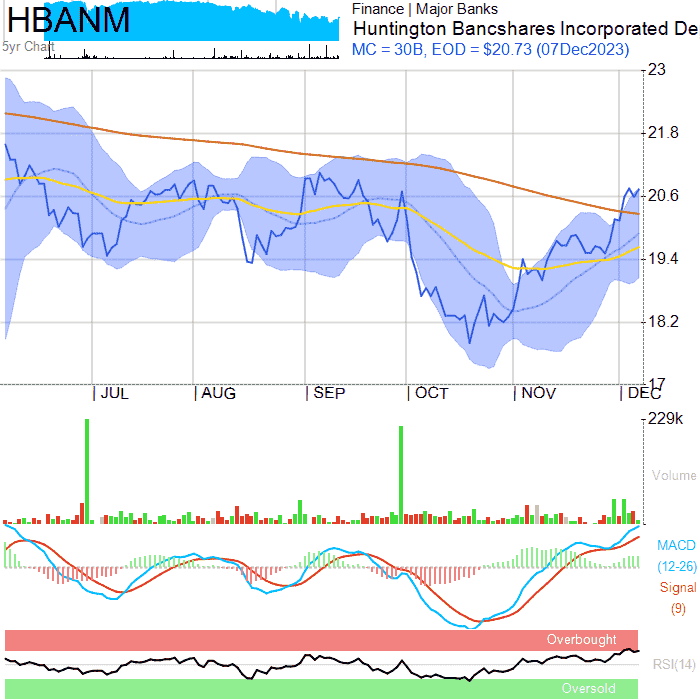 HBANM
5yr Chart
Finance | Major Banks
Huntington Bancshares Incorporated De
MC = 30B, EOD = $20.73 (07Dec2023)
23
21.8
20.6
19.4
18.2
17
JUL AUG SEP OCT NOV DEC
229k
Volume
MACD
(12-26)
Signal
(9)
Overbought
RSI(14)
Oversold